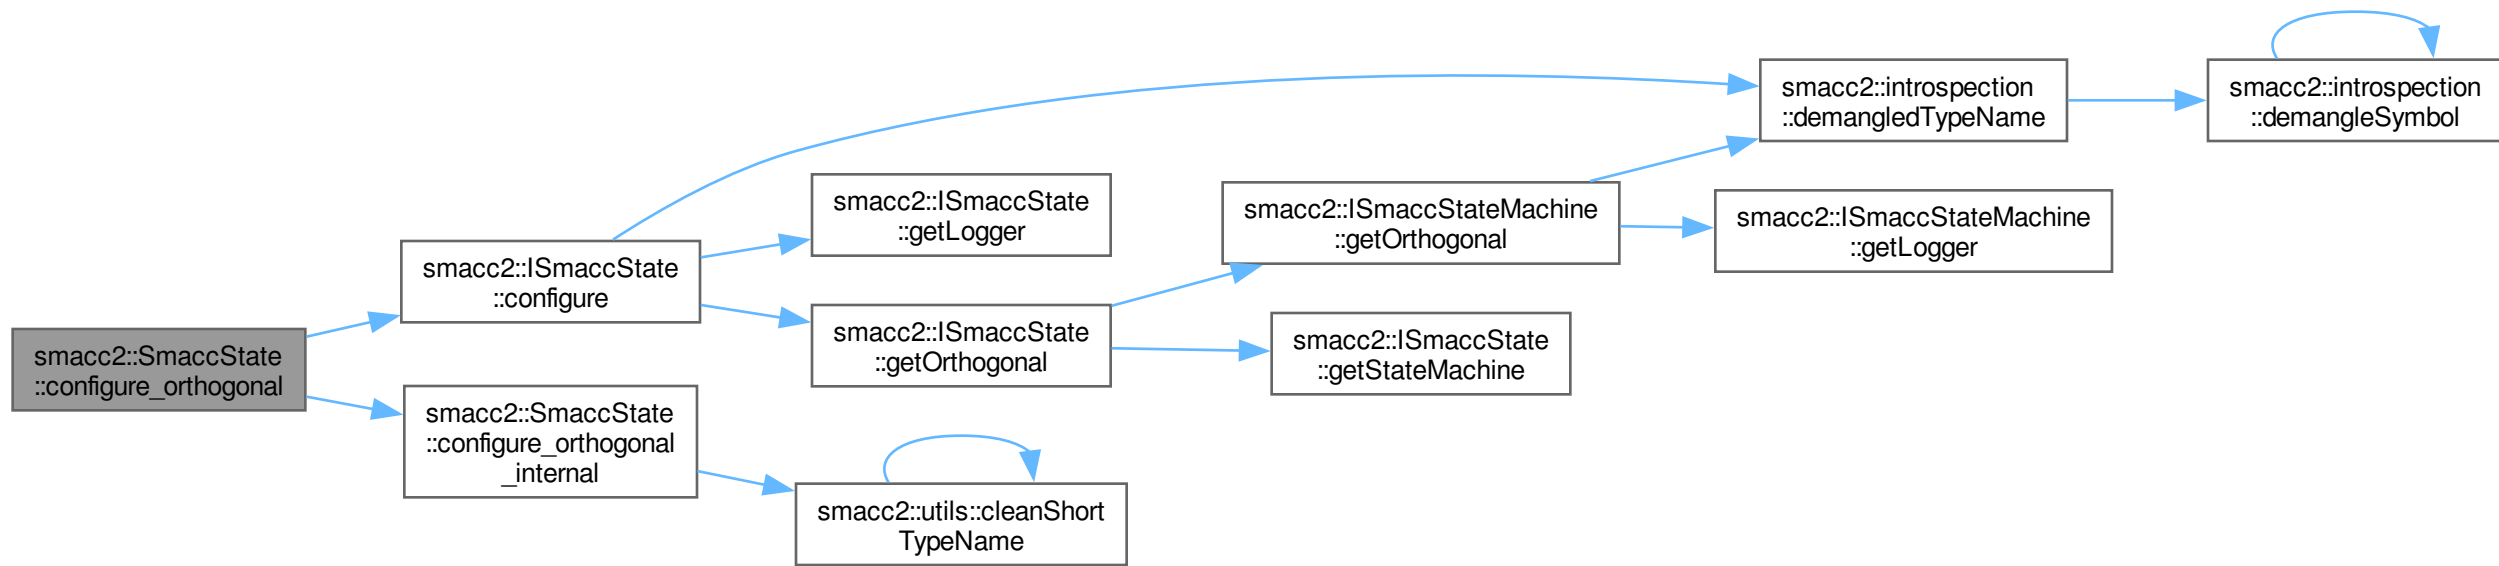 smacc2::SmaccState
::configure_orthogonal
smacc2::ISmaccState
::configure
smacc2::SmaccState
::configure_orthogonal
_internal
smacc2::ISmaccState
::getLogger
smacc2::ISmaccState
::getOrthogonal
smacc2::utils::cleanShort
TypeName
smacc2::ISmaccStateMachine
::getOrthogonal
smacc2::ISmaccState
::getStateMachine
smacc2::introspection
::demangledTypeName
smacc2::ISmaccStateMachine
::getLogger
smacc2::introspection
::demangleSymbol